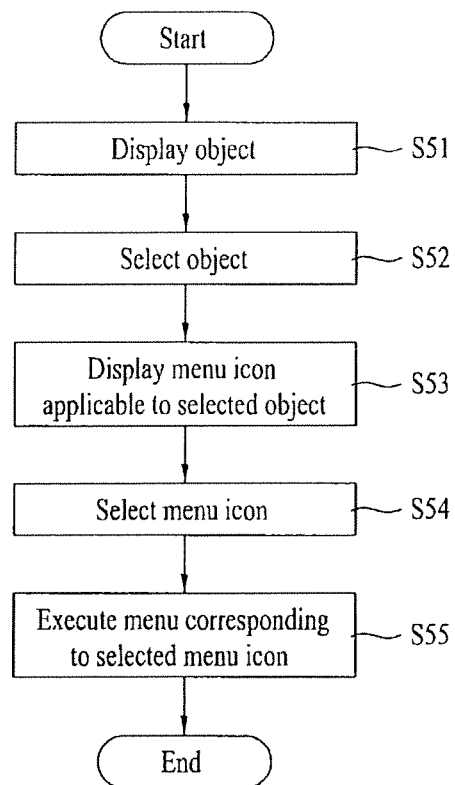 Start
Display object
S51
Select object
S52
Display menu icon
applicable to selected object
S53
Select menu icon
S54
Execute menu corresponding
to selected menu icon
S55
End